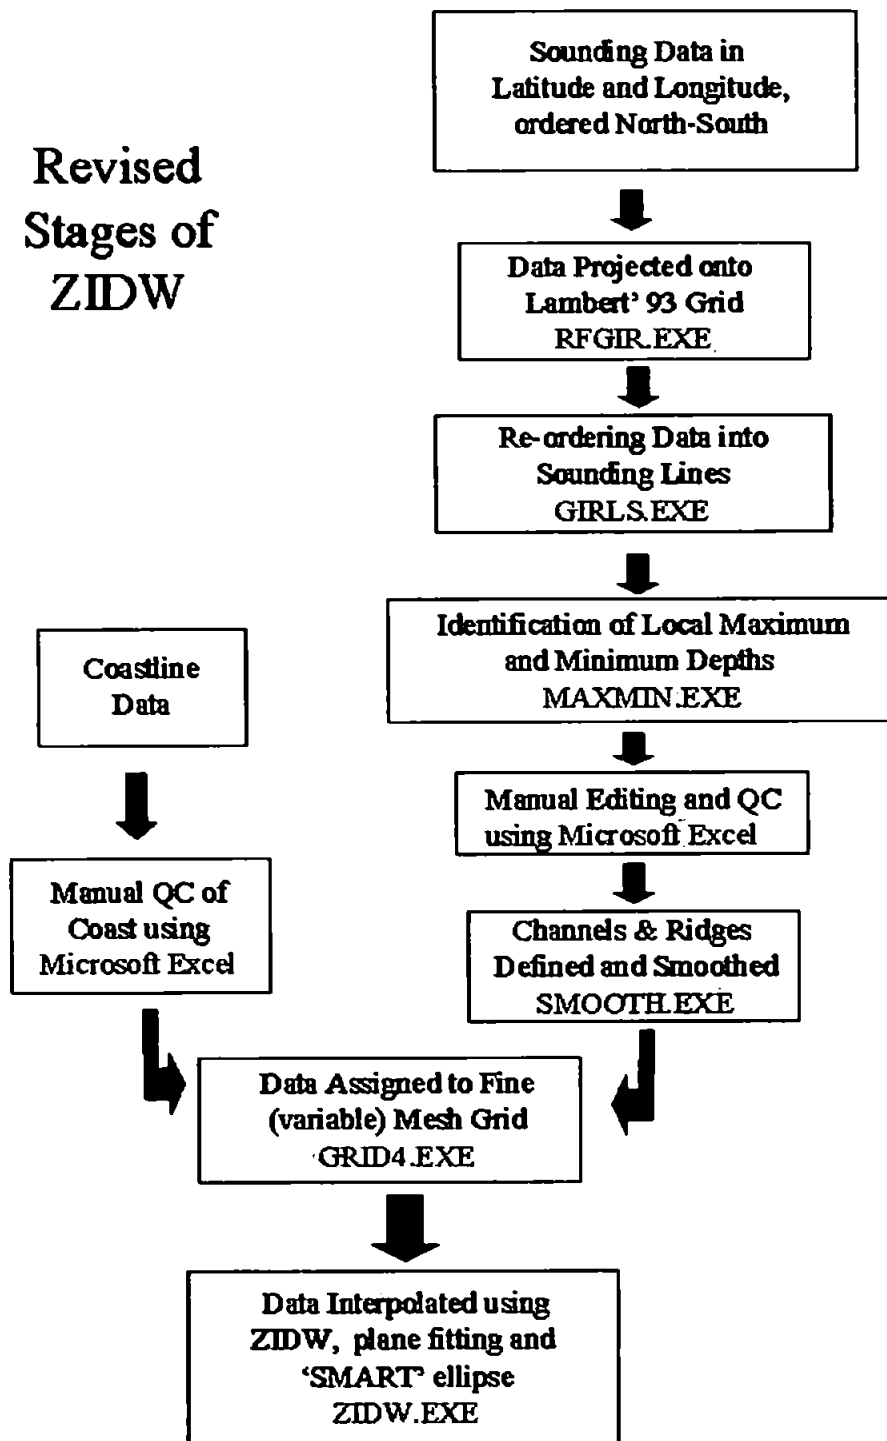 Revised
Stages of
ZIDW
Sounding Data in
Latitude and Longitude,
ordered North-South
Data Projected onto
Lambert' 93 Grid
RFGIR.EXE
Re-ordering Data into
Sounding Lines
GIRLS.EXE
Identification of Local Maximum
and Minimum Depths
MAXMIN.EXE
Coastline
Data
Manual Editing and QC
using Microsoft Excel
Manual QC of
Coast using
Microsoft Excel
Channels & Ridges
Defined and Smoothed
SMOOTH.EXE
Data Assigned to Fine
(variable) Mesh Grid
GRID4.EXE
Data Interpolated using
ZIDW, plane fitting and
'SMART' ellipse
ZIDW.EXE